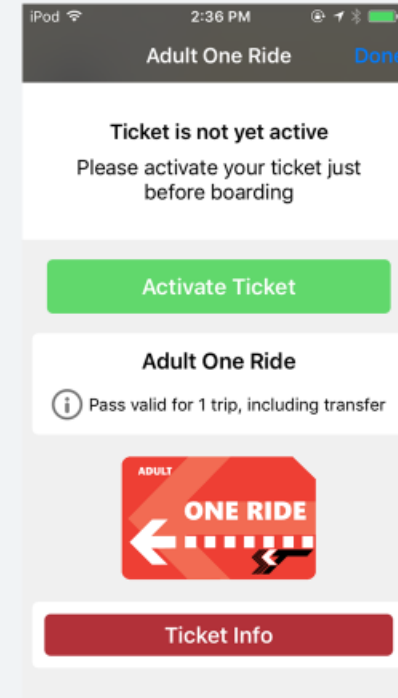 iPod 2:36 PM
Adult One Ride Done
Ticket is not yet active
Please activate your ticket just
before boarding
Activate Ticket
Adult One Ride
i Pass valid for 1 trip, including transfer
ADULT
ONE RIDE
ST
Ticket Info